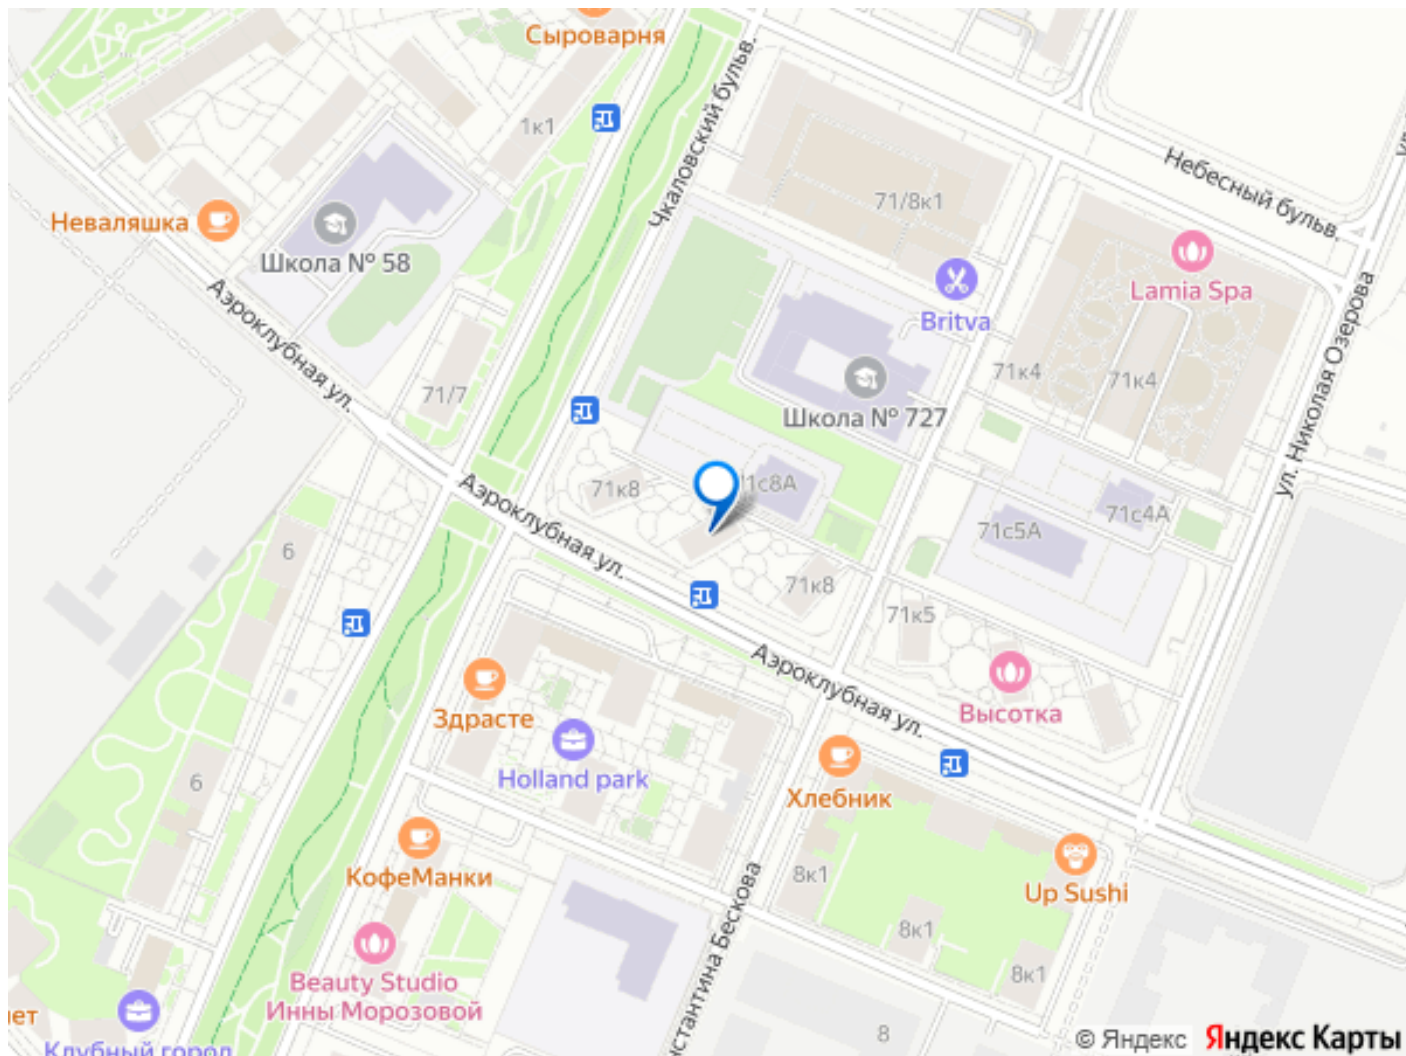 Сыроварня
Чкаловский бульв.
1к1
Небесный бульв.
71/8к1
Неваляшка
Школа № 58
Lamia Spa
Britva
Аэроклубная ул.
ул. Николая Озерова
71к4
71к4
71/7
Школа № 727
71к8
Аэроклубная ул.
71с5А
71с4А
6
71к8
71к5
Аэроклубная ул.
Высотка
Здрасте
Holland park
6
Хлебник
КофеМанки
8к1
Up Sushi
8к1
8к1
Beauty Studio
Инны Морозовой
8
Клубный город
© Яндекс Яндекс Карты